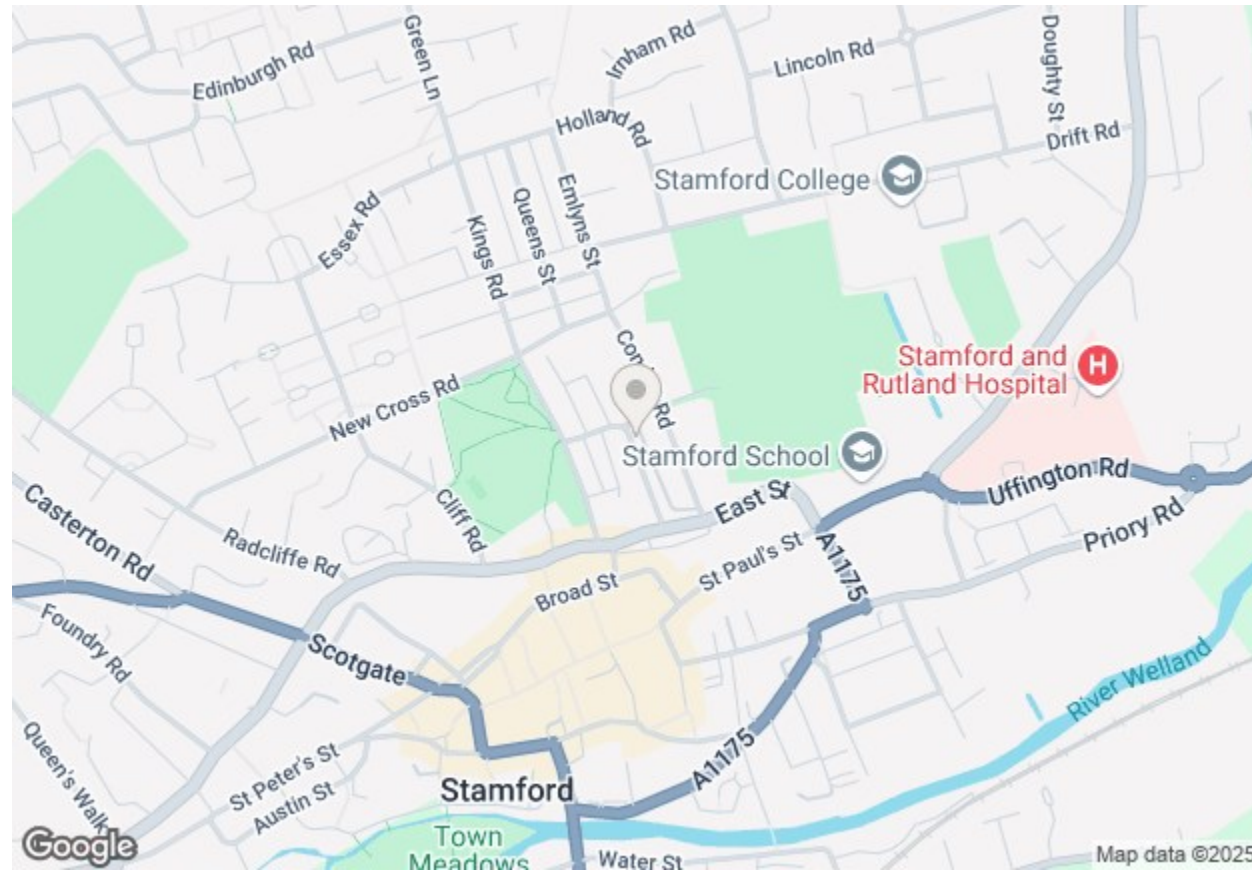 Edinburgh Rd
Green Ln
Irnham Rd
Lincoln Rd
Doughty St
Holland Rd
Drift Rd
Stamford College
Essex Rd
Kings Rd
Queens St
Emlyns St
Stamford and
Rutland Hospital
H
New Cross Rd
Rd
Stamford School
Casterton Rd
Cliff Rd
East St
Uffington Rd
Radcliffe Rd
St Paul's St
A1175
Priory Rd
Broad St
Foundry Rd
Scotgate
River Welland
Queen's Walk
St Peter's St
A1175
Austin St
Stamford
Town
Meadows
Water St
Google
Map data ©2025